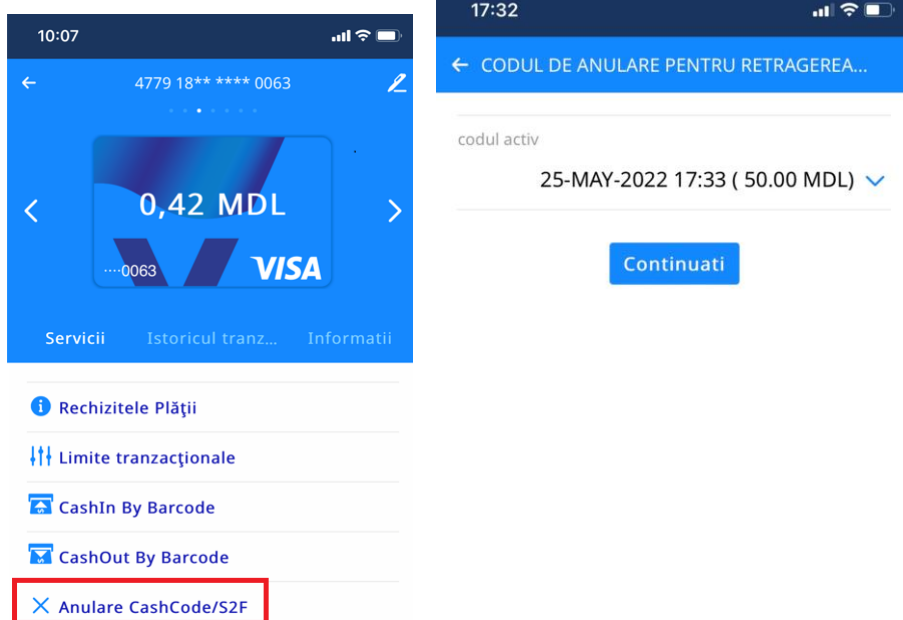 10:07
4779 18** **** 0063
0,42 MDL
····0063
VISA
Servicii
Istoricul tranz...
Informatii
Rechizitele Plăţii
Limite tranzacţionale
CashIn By Barcode
CashOut By Barcode
Anulare CashCode/S2F
17:32
CODUL DE ANULARE PENTRU RETRAGEREA...
codul activ
25-MAY-2022 17:33 ( 50.00 MDL)
Continuati